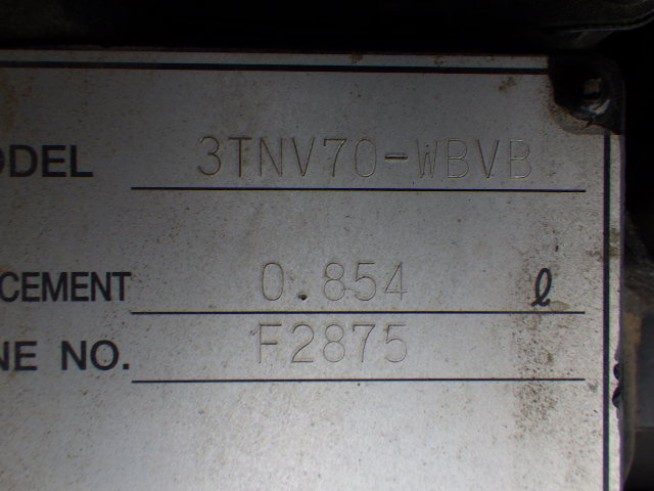 ODEL 3TNV70-WBVB
CEMENT 0.854 ℓ
NE NO. F2875